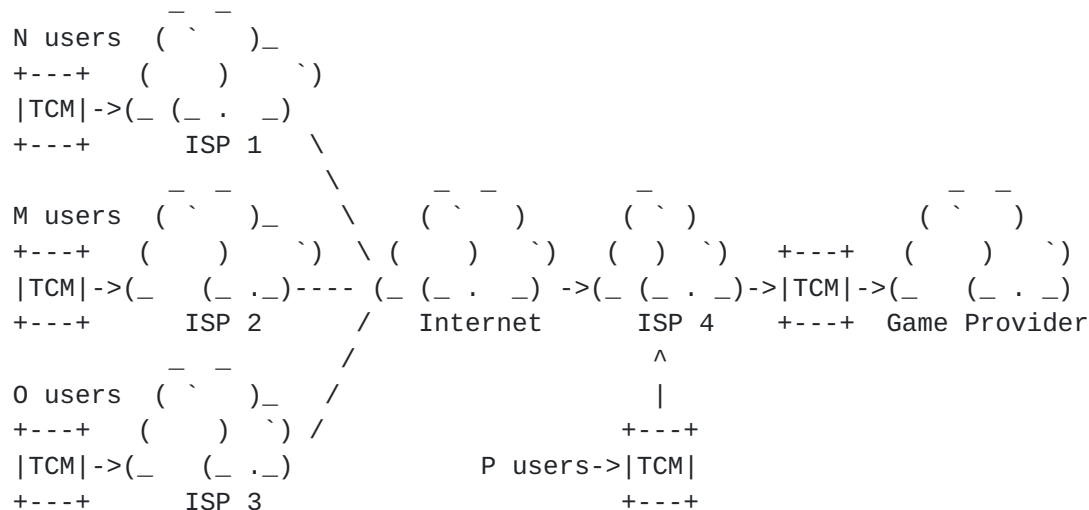 _  _
N users  ( `   )_
+---+   (     )    `)
|TCM|->(_ (_ .  _)
+---+      ISP 1   \
          _  _      \      _  _         _                   _  _
M users  ( `   )_    \    ( `   )      ( ` )             ( `   )
+---+   (     )    `)  \ (     )   `)   (  )  `)   +---+   (     )   `)
|TCM|->(_   (_ ._)---- (_ (_ .  _) ->(_ (_ . _)->|TCM|->(_   (_ . _)
+---+      ISP 2      /   Internet      ISP 4   +---+  Game Provider
          _  _       /                   ^
O users  ( `   )_   /                    |
+---+   (     )  `) /                  +---+
|TCM|->(_   (_ ._)            P users->|TCM|
+---+      ISP 3                       +---+